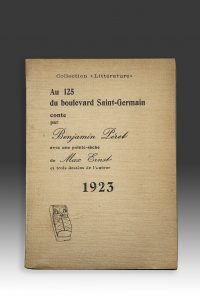 Collection «Littérature»
Au 125
du boulevard Saint-Germain
conte
par
Benjamin Péret
avec une pointe-sèche
de Max Ernst
et trois dessins de l'auteur
1923